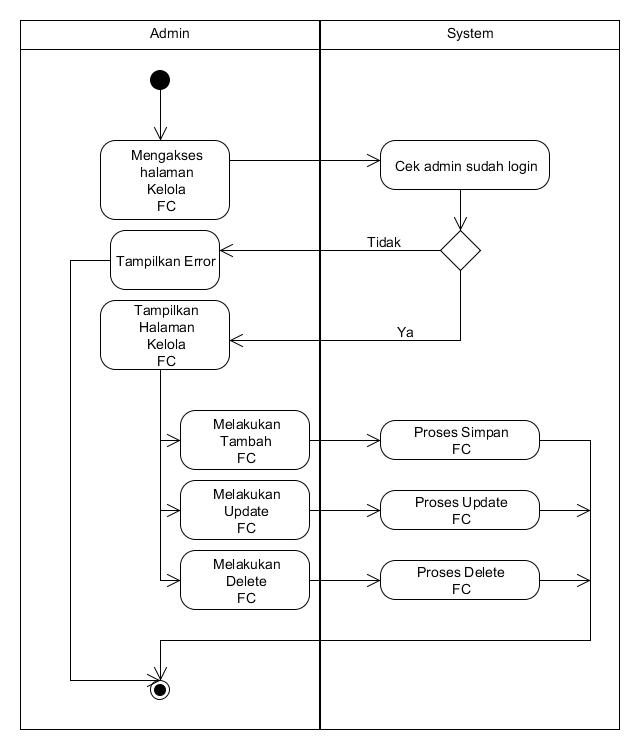 Admin
System
Mengakses
halaman
Kelola
FC
Cek admin sudah login
Tidak
Tampilkan Error
Tampilkan
Halaman
Kelola
FC
Ya
Melakukan
Tambah
FC
Proses Simpan
FC
Melakukan
Update
FC
Proses Update
FC
Melakukan
Delete
FC
Proses Delete
FC